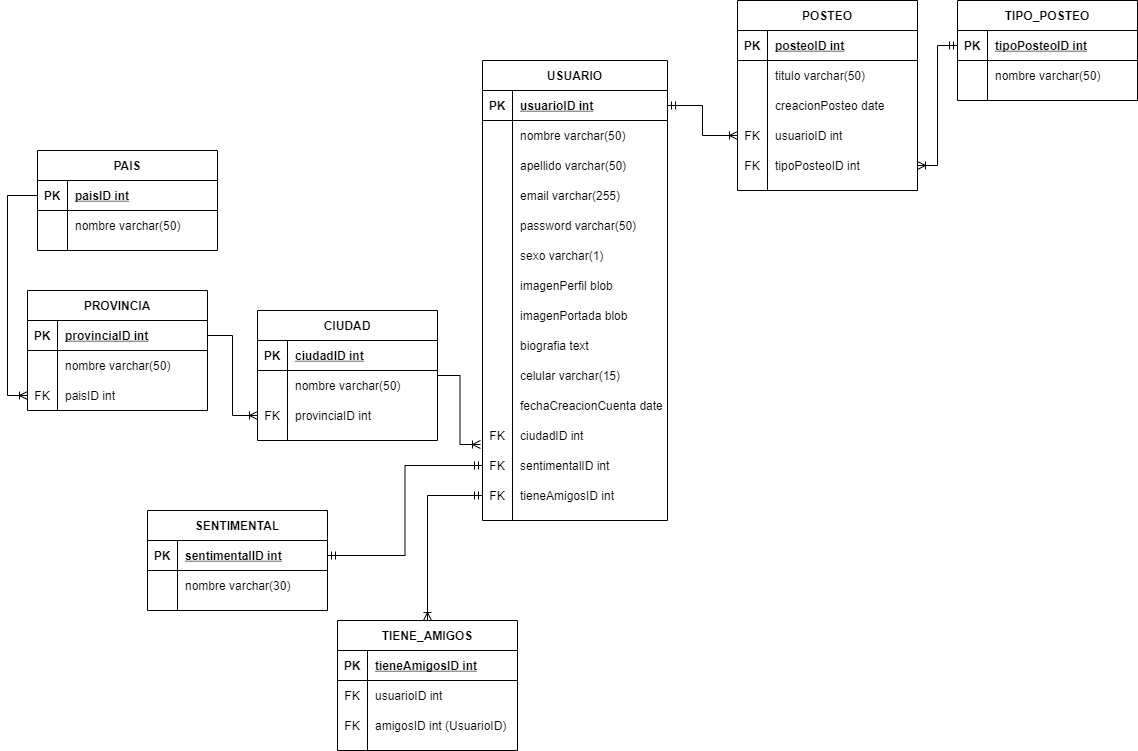 POSTEO
PK posteoID int
titulo varchar(50)
creacionPosteo date
FK usuarioID int
FK tipoPosteoID int
TIPO_POSTEO
PK tipoPosteoID int
nombre varchar(50)
USUARIO
PK usuarioID int
nombre varchar(50)
apellido varchar(50)
email varchar(255)
password varchar(50)
sexo varchar(1)
imagenPerfil blob
imagenPortada blob
biografia text
celular varchar(15)
fechaCreacionCuenta date
FK ciudadID int
FK sentimentalID int
FK tieneAmigosID int
PAIS
PK paisID int
nombre varchar(50)
PROVINCIA
PK provinciaID int
nombre varchar(50)
FK paisID int
CIUDAD
PK ciudadID int
nombre varchar(50)
FK provinciaID int
SENTIMENTAL
PK sentimentalID int
nombre varchar(30)
TIENE_AMIGOS
PK tieneAmigosID int
FK usuarioID int
FK amigosID int (UsuarioID)